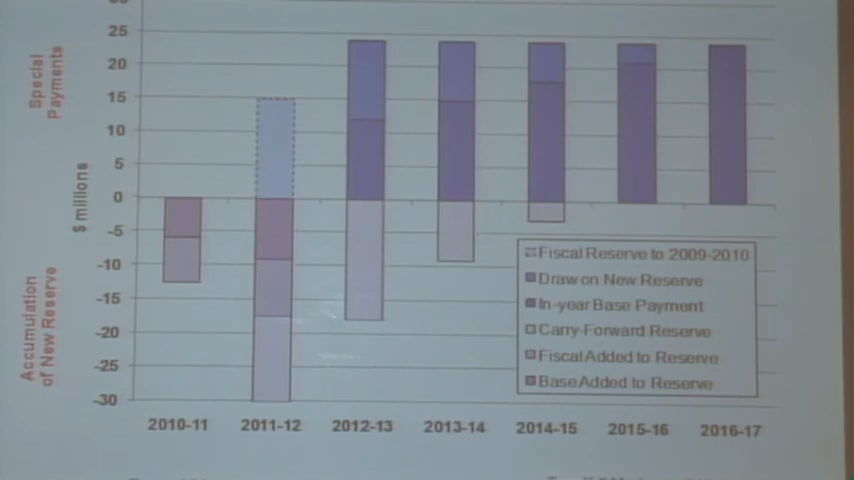 25
20
15
10
5
0
-5
-10
-15
-20
-25
-30
Special
Payments
$ millions
Accumulation
of New Reserve
Fiscal Reserve to 2009-2010
Draw on New Reserve
In-year Base Payment
Carry-Forward Reserve
Fiscal Added to Reserve
Base Added to Reserve
2010-11 2011-12 2012-13 2013-14 2014-15 2015-16 2016-17